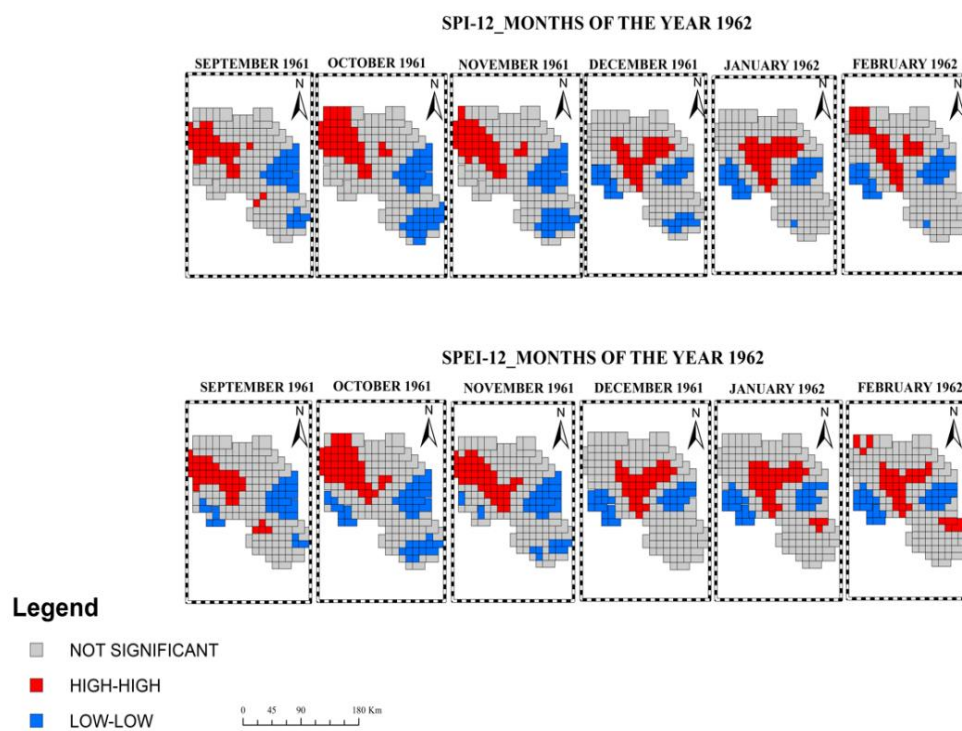 SPI-12_MONTHS OF THE YEAR 1962
SEPTEMBER 1961 OCTOBER 1961 NOVEMBER 1961 DECEMBER 1961 JANUARY 1962 FEBRUARY 1962
N N N N N N
SPEI-12_MONTHS OF THE YEAR 1962
SEPTEMBER 1961 OCTOBER 1961 NOVEMBER 1961 DECEMBER 1961 JANUARY 1962 FEBRUARY 1962
N N N N N N
Legend
NOT SIGNIFICANT
HIGH-HIGH
LOW-LOW
0 45 90 180 Km